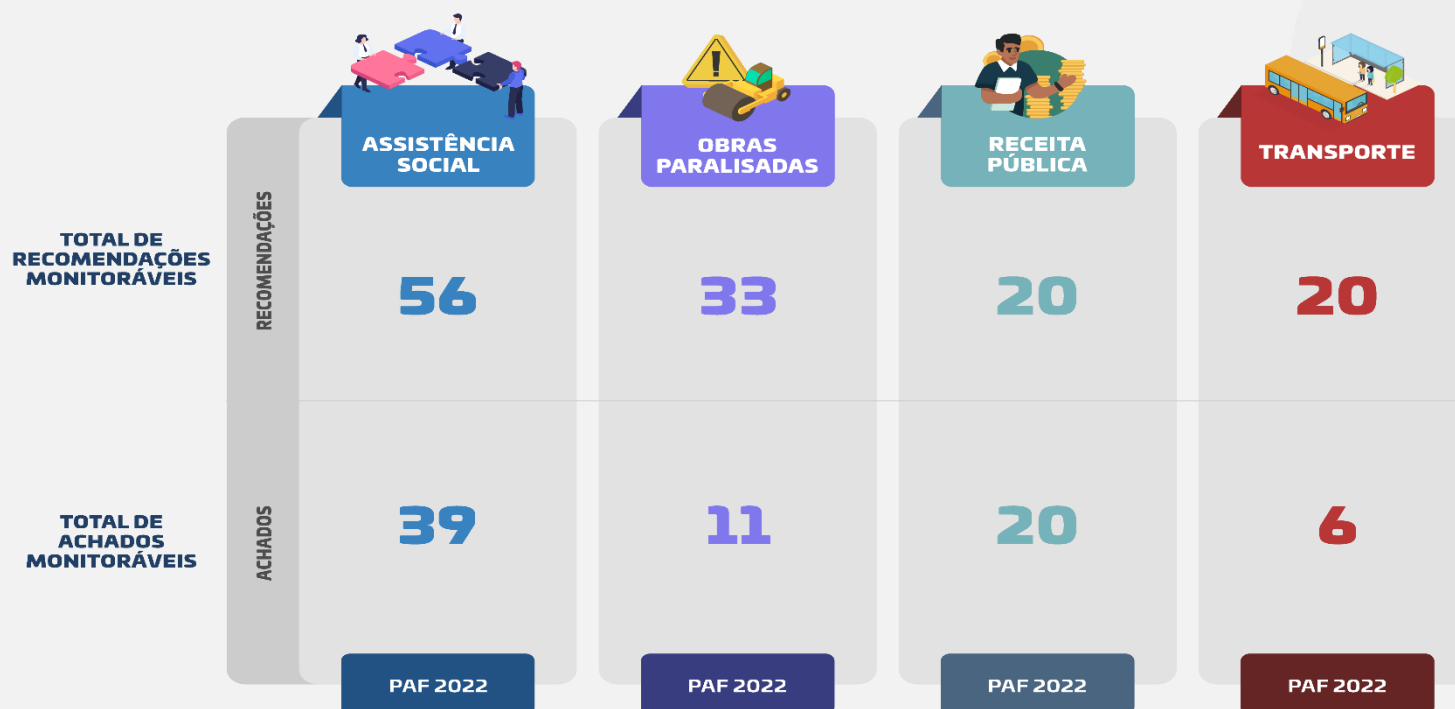 ASSISTÊNCIA
SOCIAL
OBRAS
PARALISADAS
RECEITA
PÚBLICA
TRANSPORTE
TOTAL DE
RECOMENDAÇÕES
MONITORÁVEIS
RECOMENDAÇÕES
56
33
20
20
TOTAL DE
ACHADOS
MONITORÁVEIS
ACHADOS
39
11
20
6
PAF 2022
PAF 2022
PAF 2022
PAF 2022